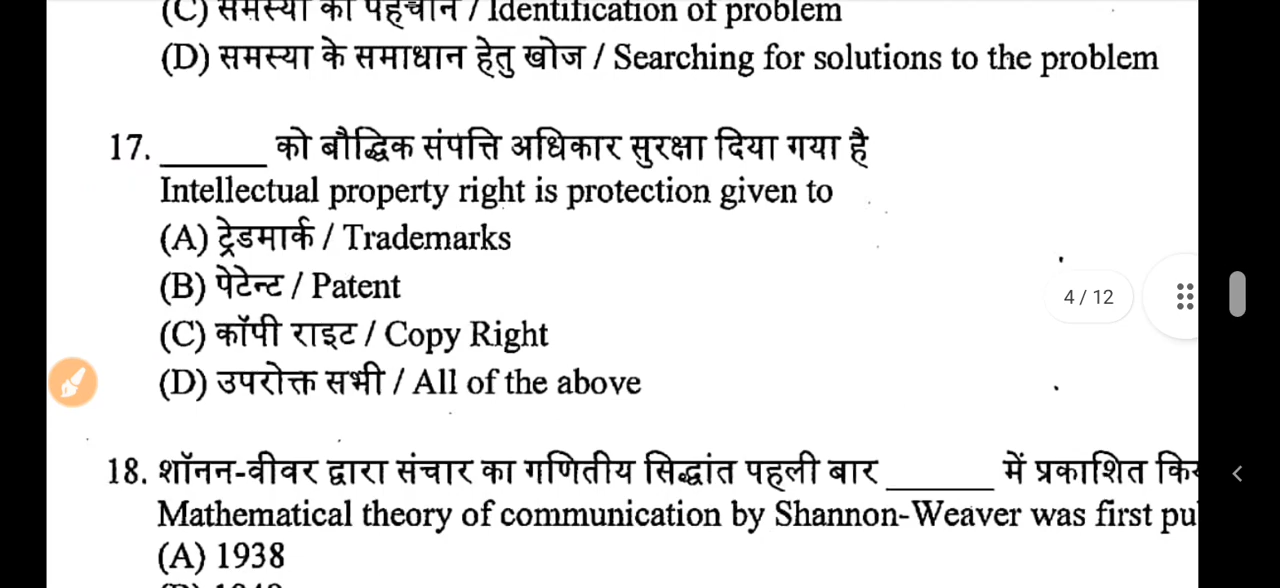 (C) समस्या की पहचान / Identification of problem
(D) समस्या के समाधान हेतु खोज / Searching for solutions to the problem
17. ______ को बौद्धिक संपत्ति अधिकार सुरक्षा दिया गया है
Intellectual property right is protection given to
(A) ट्रेडमार्क / Trademarks
(B) पेटेन्ट / Patent
4 / 12
(C) कॉपी राइट / Copy Right
(D) उपरोक्त सभी / All of the above
18. शॉनन-वीवर द्वारा संचार का गणितीय सिद्धांत पहली बार ______ में प्रकाशित
Mathematical theory of communication by Shannon-Weaver was first
(A) 1938